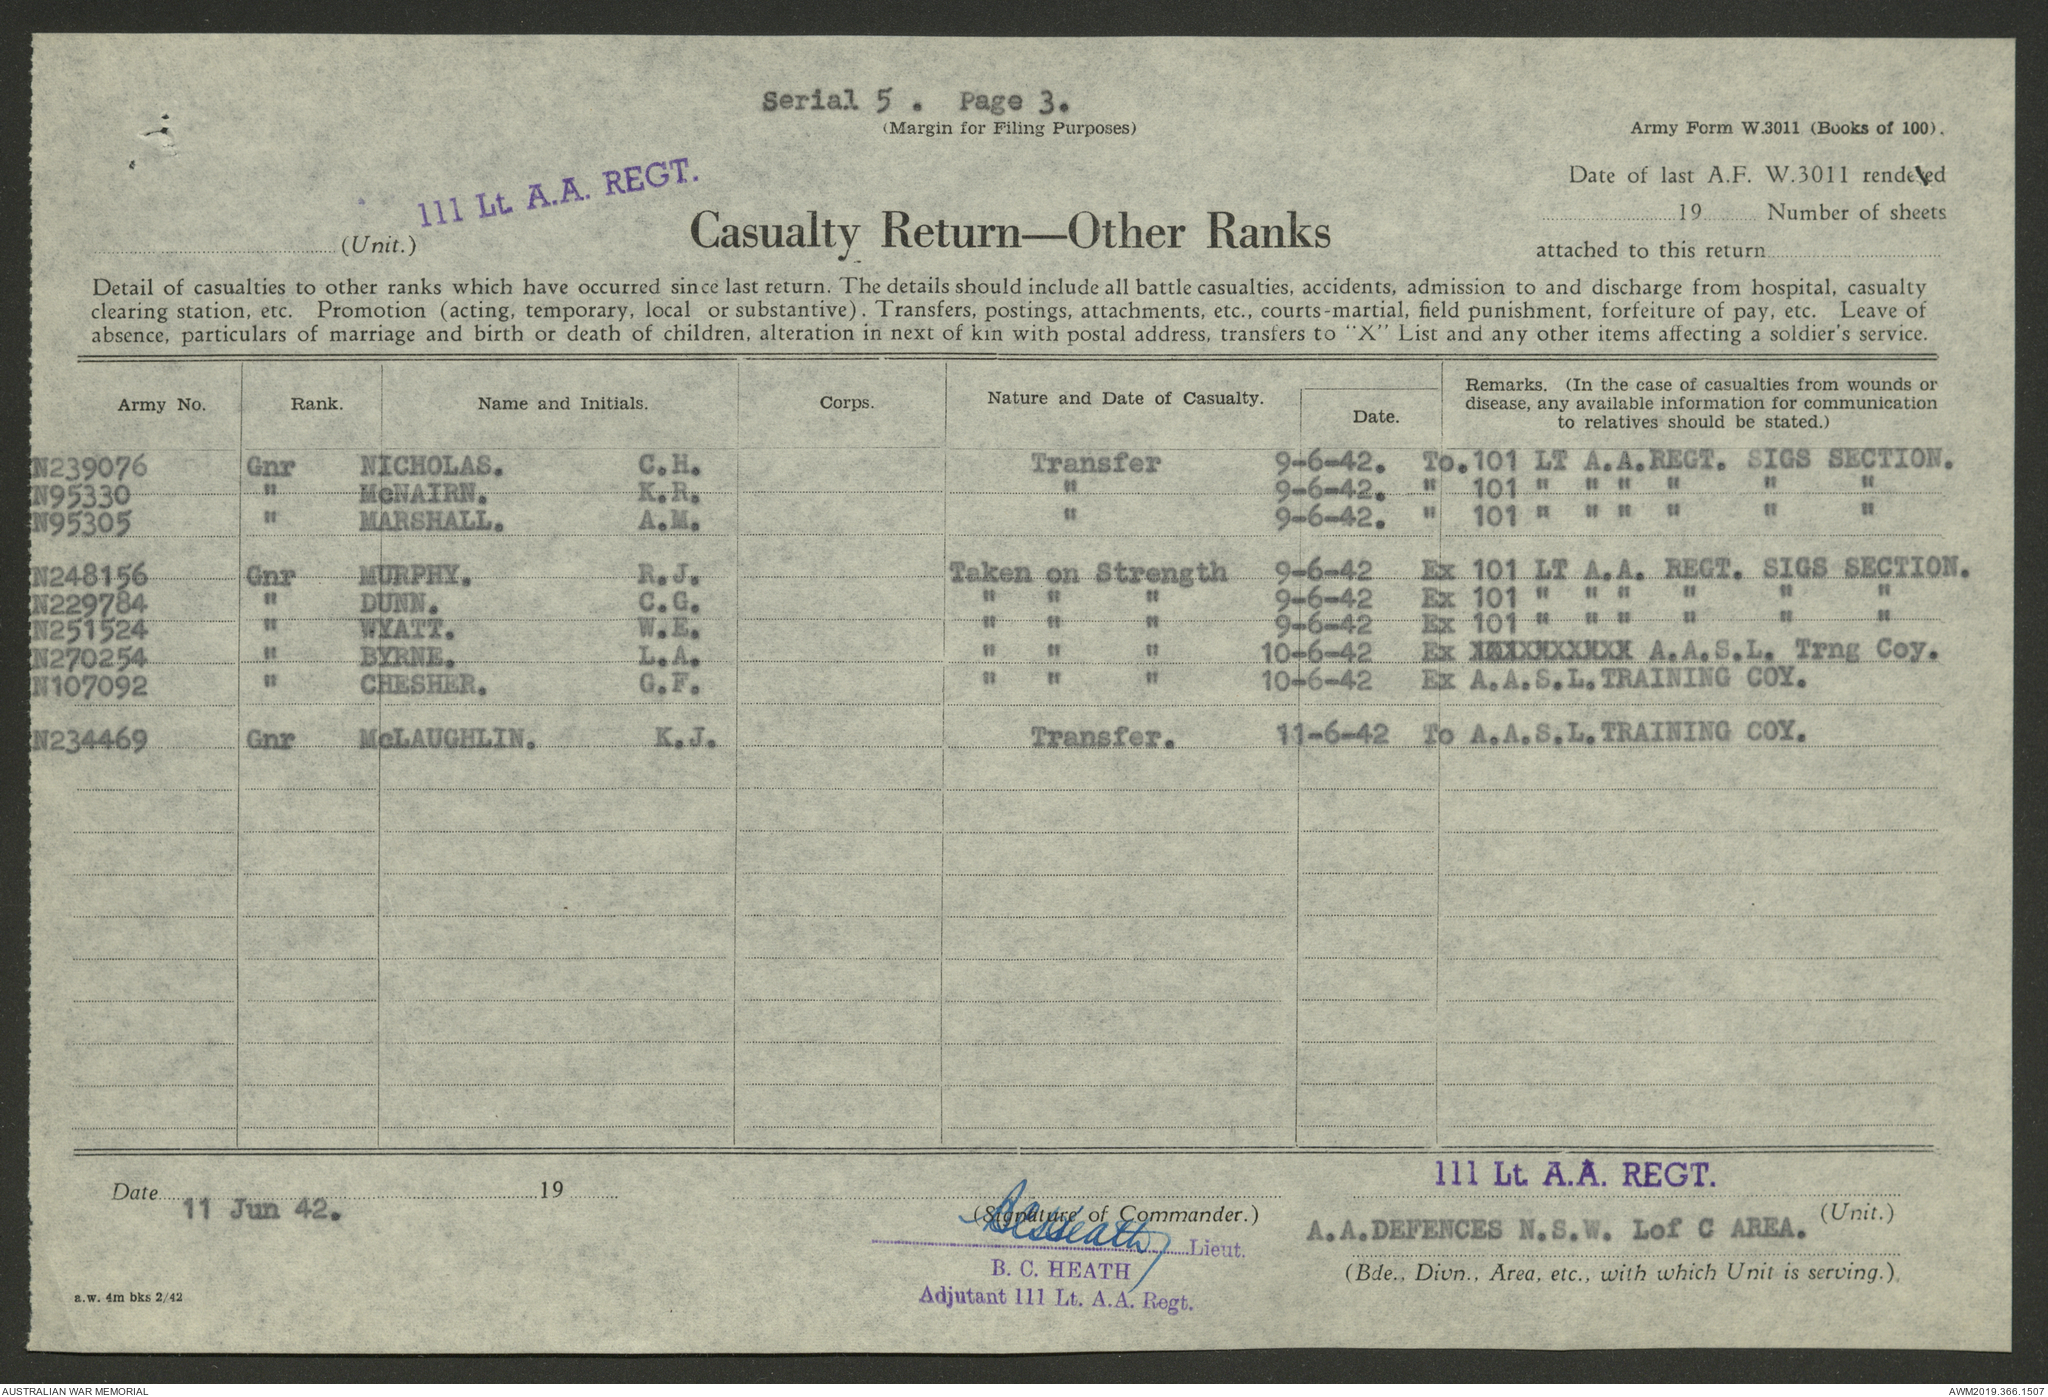 Serial 5 . Page 3.
(Margin for Filing Purposes)
Army Form W.3011 (Books of 100).
Date of last A.F. W.3011 rendered
19 Number of sheets
attached to this return
111 Lt. A.A. REGT.
(Unit.)
Casualty Return—Other Ranks
Detail of casualties to other ranks which have occurred since last return. The details should include all battle casualties, accidents, admission to and discharge from hospital, casualty
clearing station, etc. Promotion (acting, temporary, local or substantive). Transfers, postings, attachments, etc., courts-martial, field punishment, forfeiture of pay, etc. Leave of
absence, particulars of marriage and birth or death of children, alteration in next of kin with postal address, transfers to "X" List and any other items affecting a soldier's service.
Army No. Rank. Name and Initials. Corps. Nature and Date of Casualty. Date. Remarks. (In the case of casualties from wounds or
disease, any available information for communication
to relatives should be stated.)
N239076 Gnr NICHOLAS. C.H. Transfer 9-6-42. To.101 LT A.A.REGT. SIGS SECTION.
N95330 " McNAIRN. K.R. " 9-6-42. " 101 " " " " " "
N95305 " MARSHALL. A.M. " 9-6-42. " 101 " " " " " "
N248156 Gnr MURPHY. R.J. Taken on Strength 9-6-42 Ex 101 LT A.A. REGT. SIGS SECTION.
N229784 " DUNN. C.G. " " " 9-6-42 Ex 101 " " " " " "
N251524 " WYATT. W.E. " " " 9-6-42 Ex 101 " " " " " "
N270254 " BYRNE. L.A. " " " 10-6-42 Ex A.A.S.L. Trng Coy.
N107092 " CHESHER. G.F. " " " 10-6-42 Ex A.A.S.L.TRAINING COY.
N234469 Gnr McLAUGHLIN. K.J. Transfer. 11-6-42 To A.A.S.L.TRAINING COY.
Date 11 Jun 42. 19
(Signature of Commander.)
BCHeath
Lieut.
B. C. HEATH
Adjutant 111 Lt. A.A. Regt.
111 Lt. A.A. REGT.
(Unit.)
A.A.DEFENCES N.S.W. Lof C AREA.
(Bde., Divn., Area, etc., with which Unit is serving.)
a.w. 4m bks 2/42
AUSTRALIAN WAR MEMORIAL
AWM2019.366.1507